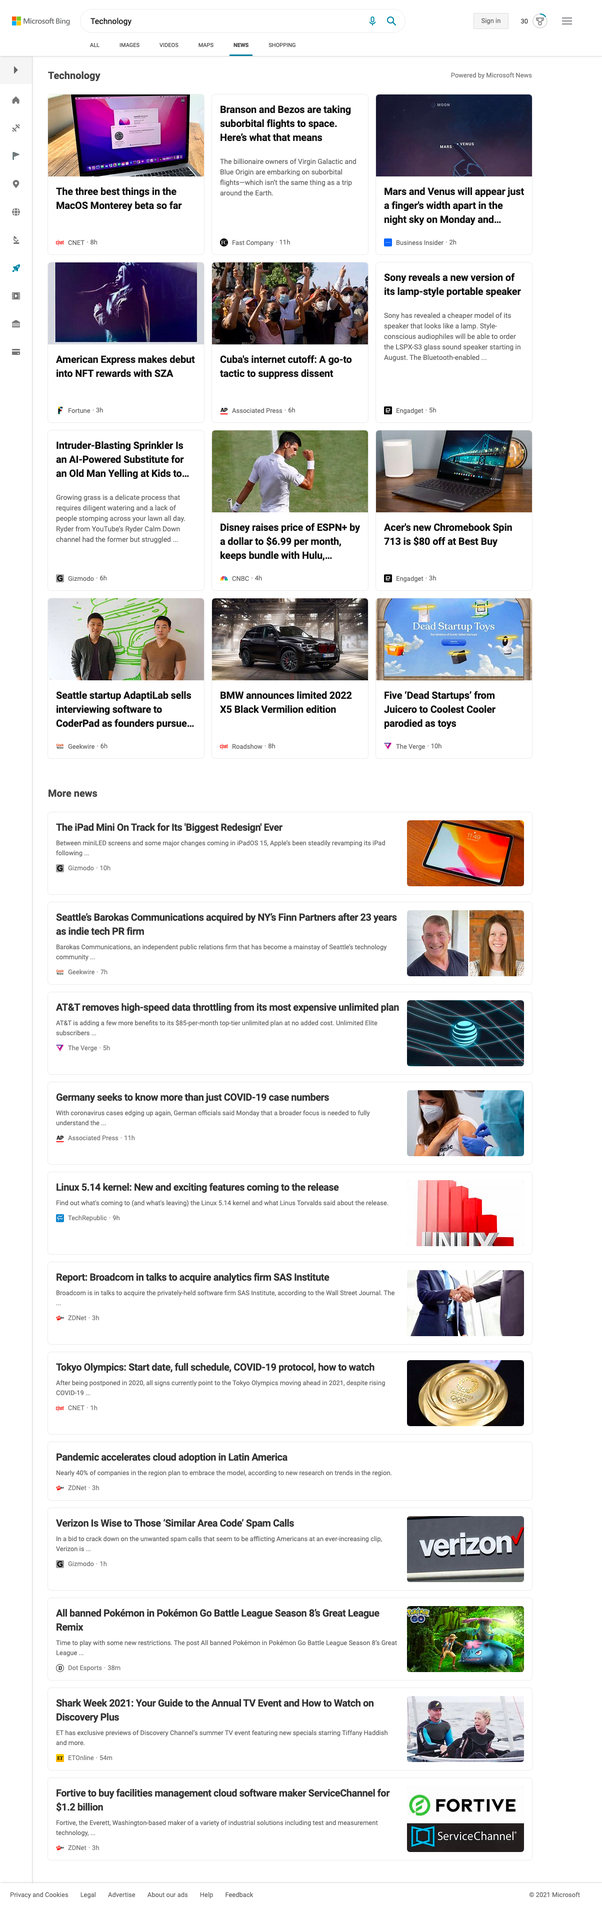 Microsoft Bing
Technology
Sign in
30
ALL
IMAGES
VIDEOS
MAPS
NEWS
SHOPPING
Technology
Powered by Microsoft News
The three best things in the
MacOS Monterey beta so far
CNET · 8h
Branson and Bezos are taking
suborbital flights to space.
Here's what that means
The billionaire owners of Virgin Galactic and
Blue Origin are embarking on suborbital
flights—which isn't the same thing as a trip
around the Earth.
Fast Company · 11h
MOON
MARS
VENUS
Mars and Venus will appear just
a finger's width apart in the
night sky on Monday and...
Business Insider · 2h
American Express makes debut
into NFT rewards with SZA
Fortune · 3h
Cuba's internet cutoff: A go-to
tactic to suppress dissent
AP Associated Press · 6h
Sony reveals a new version of
its lamp-style portable speaker
Sony has revealed a cheaper model of its
speaker that looks like a lamp. Style-
conscious audiophiles will be able to order
the LSPX-S3 glass sound speaker starting in
August. The Bluetooth-enabled ...
Engadget · 5h
Intruder-Blasting Sprinkler Is
an AI-Powered Substitute for
an Old Man Yelling at Kids to...
Growing grass is a delicate process that
requires diligent watering and a lack of
people stomping across your lawn all day.
Ryder from YouTube's Ryder Calm Down
channel had the former but struggled ...
Gizmodo · 6h
Disney raises price of ESPN+ by
a dollar to $6.99 per month,
keeps bundle with Hulu,...
CNBC · 4h
Acer's new Chromebook Spin
713 is $80 off at Best Buy
Engadget · 3h
Seattle startup AdaptiLab sells
interviewing software to
CoderPad as founders pursue...
Geekwire · 6h
BMW announces limited 2022
X5 Black Vermilion edition
Roadshow · 8h
Dead Startup Toys
Five 'Dead Startups' from
Juicero to Coolest Cooler
parodied as toys
The Verge · 10h
More news
The iPad Mini On Track for Its 'Biggest Redesign' Ever
Between miniLED screens and some major changes coming in iPadOS 15, Apple's been steadily revamping its iPad
following ...
Gizmodo · 10h
Seattle's Barokas Communications acquired by NY's Finn Partners after 23 years
as indie tech PR firm
Barokas Communications, an independent public relations firm that has become a mainstay of Seattle's technology
community ...
Geekwire · 7h
AT&T removes high-speed data throttling from its most expensive unlimited plan
AT&T is adding a few more benefits to its $85-per-month top-tier unlimited plan at no added cost. Unlimited Elite
subscribers ...
The Verge · 5h
Germany seeks to know more than just COVID-19 case numbers
With coronavirus cases edging up again, German officials said Monday that a broader focus is needed to fully
understand the ...
AP Associated Press · 11h
Linux 5.14 kernel: New and exciting features coming to the release
Find out what's coming to (and what's leaving) the Linux 5.14 kernel and what Linus Torvalds said about the release.
TechRepublic · 9h
LINUX
Report: Broadcom in talks to acquire analytics firm SAS Institute
Broadcom is in talks to acquire the privately-held software firm SAS Institute, according to the Wall Street Journal. The
...
ZDNet · 3h
Tokyo Olympics: Start date, full schedule, COVID-19 protocol, how to watch
After being postponed in 2020, all signs currently point to the Tokyo Olympics moving ahead in 2021, despite rising
COVID-19 ...
CNET · 1h
Pandemic accelerates cloud adoption in Latin America
Nearly 40% of companies in the region plan to embrace the model, according to new research on trends in the region.
ZDNet · 3h
Verizon Is Wise to Those 'Similar Area Code' Spam Calls
In a bid to crack down on the unwanted spam calls that seem to be afflicting Americans at an ever-increasing clip,
Verizon is ...
Gizmodo · 1h
verizon
All banned Pokémon in Pokémon Go Battle League Season 8's Great League
Remix
Time to play with some new restrictions. The post All banned Pokémon in Pokémon Go Battle League Season 8's Great
League ...
Dot Esports · 38m
GO
Shark Week 2021: Your Guide to the Annual TV Event and How to Watch on
Discovery Plus
ET has exclusive previews of Discovery Channel's summer TV event featuring new specials starring Tiffany Haddish
and more.
ET ETOnline · 54m
Fortive to buy facilities management cloud software maker ServiceChannel for
$1.2 billion
Fortive, the Everett, Washington-based maker of a variety of industrial solutions including test and measurement
technology, ...
ZDNet · 3h
FORTIVE
ServiceChannel
Privacy and Cookies
Legal
Advertise
About our ads
Help
Feedback
© 2021 Microsoft